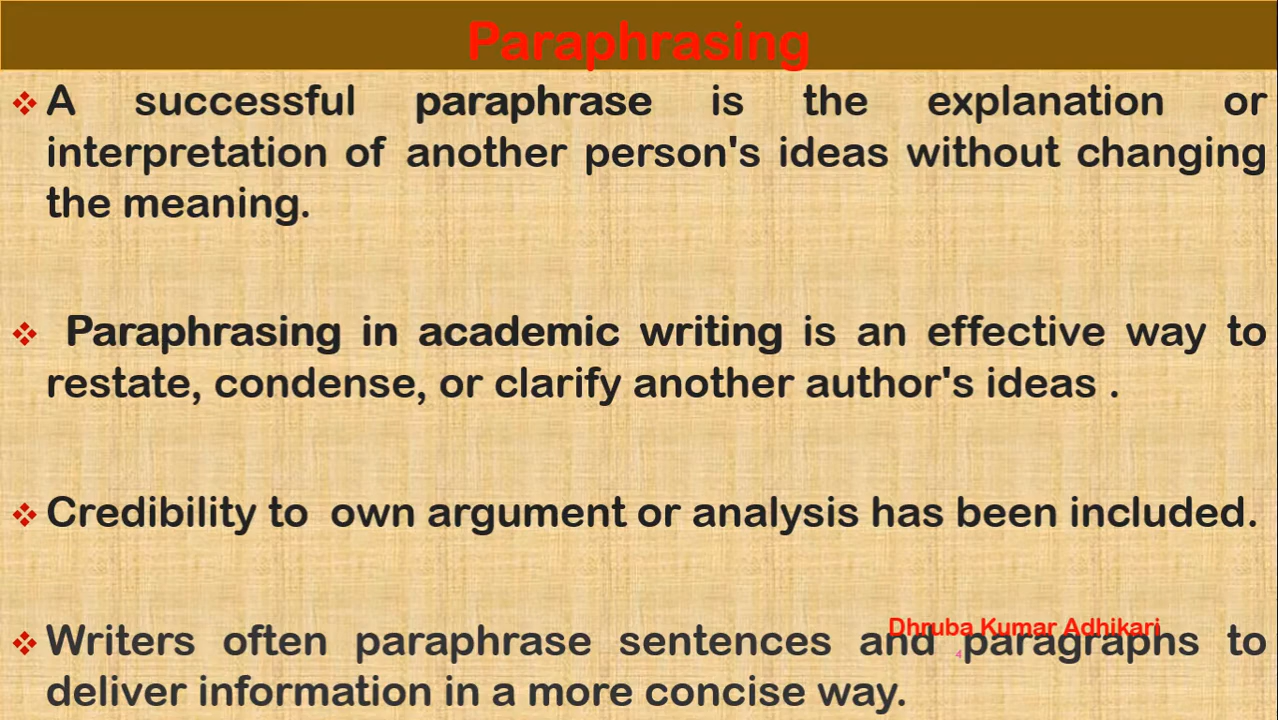 Paraphrasing
❖ A successful paraphrase is the explanation or
interpretation of another person's ideas without changing
the meaning.
❖ Paraphrasing in academic writing is an effective way to
restate, condense, or clarify another author's ideas .
❖ Credibility to own argument or analysis has been included.
Dhruba Kumar Adhikari
❖ Writers often paraphrase sentences and paragraphs to
4
deliver information in a more concise way.